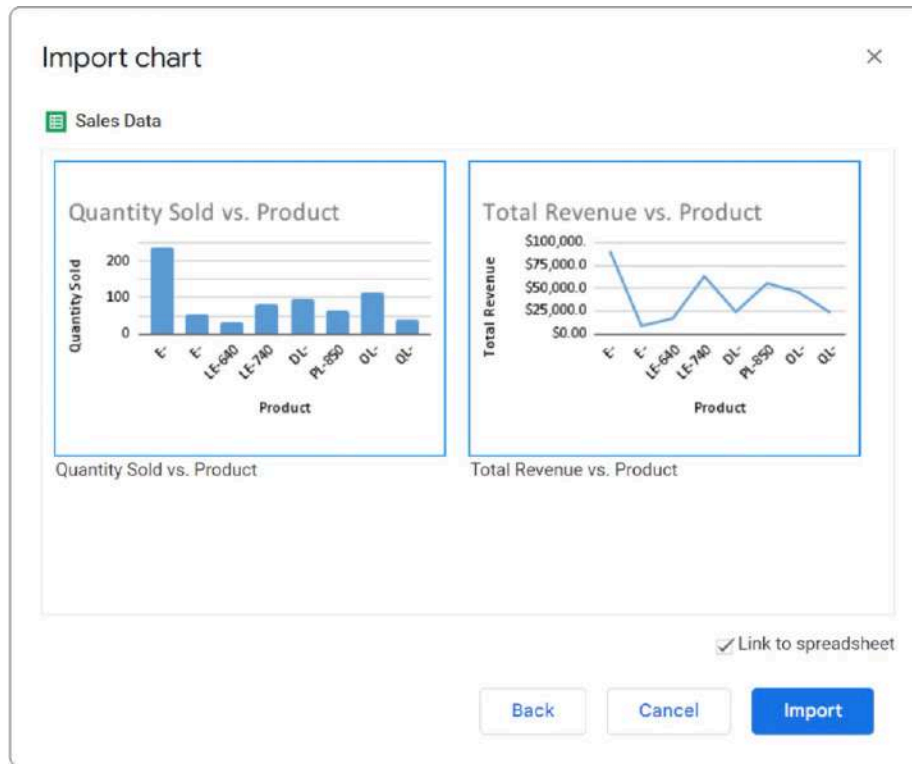 Import chart
Sales Data
Quantity Sold vs. Product
Quantity Sold
200
100
0
E-
E-
LE-640
LE-740
DL-
PL-850
OL-
QL-
Product
Quantity Sold vs. Product
Total Revenue vs. Product
Total Revenue
$100,000.
$75,000.0
$50,000.0
$25,000.0
$0.00
E-
E-
LE-640
LE-740
DL-
PL-850
OL-
QL-
Product
Total Revenue vs. Product
Link to spreadsheet
Back
Cancel
Import